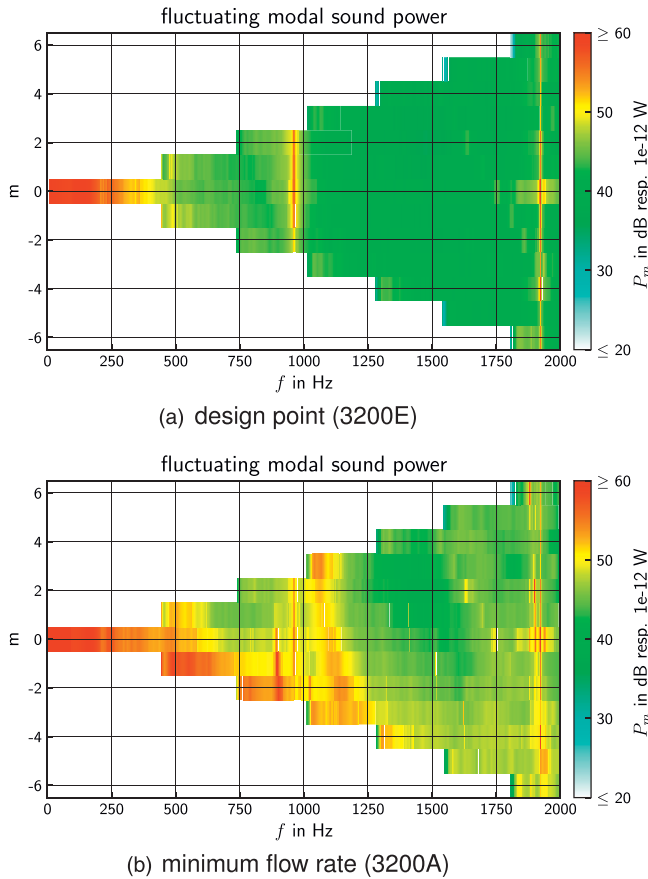 fluctuating modal sound power
≥ 60
6
4
50
2
m
0
40
-2
30
-4
-6
≤ 20
P_m in dB resp. 1e-12 W
0 250 500 750 1000 1250 1500 1750 2000
f in Hz
(a) design point (3200E)
fluctuating modal sound power
≥ 60
6
4
50
2
m
0
40
-2
30
-4
-6
≤ 20
P_m in dB resp. 1e-12 W
0 250 500 750 1000 1250 1500 1750 2000
f in Hz
(b) minimum flow rate (3200A)